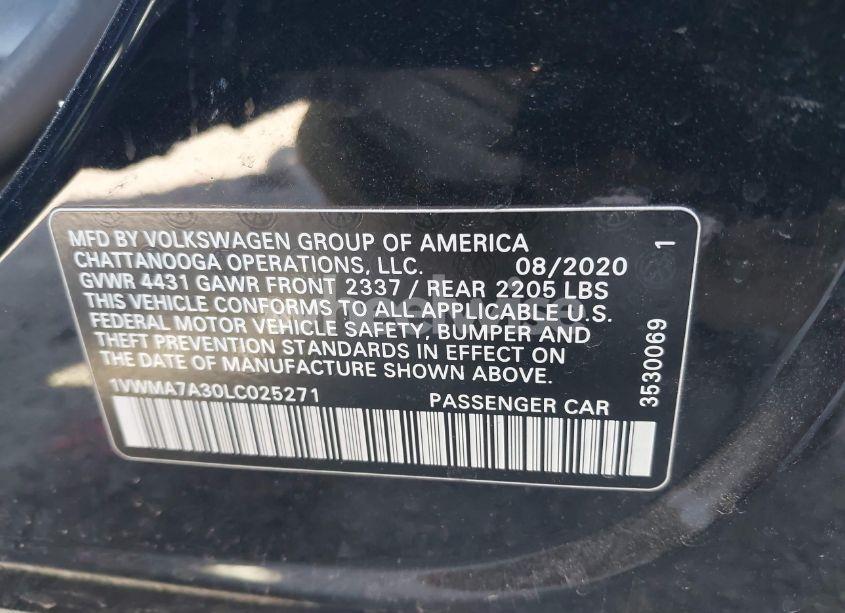 MFD BY VOLKSWAGEN GROUP OF AMERICA
CHATTANOOGA OPERATIONS, LLC. 08/2020
GVWR 4431 GAWR FRONT 2337 / REAR 2205 LBS
THIS VEHICLE CONFORMS TO ALL APPLICABLE U.S.
FEDERAL MOTOR VEHICLE SAFETY, BUMPER AND
THEFT PREVENTION STANDARDS IN EFFECT ON
THE DATE OF MANUFACTURE SHOWN ABOVE.
1VWMA7A30LC025271 PASSENGER CAR
3530069 1